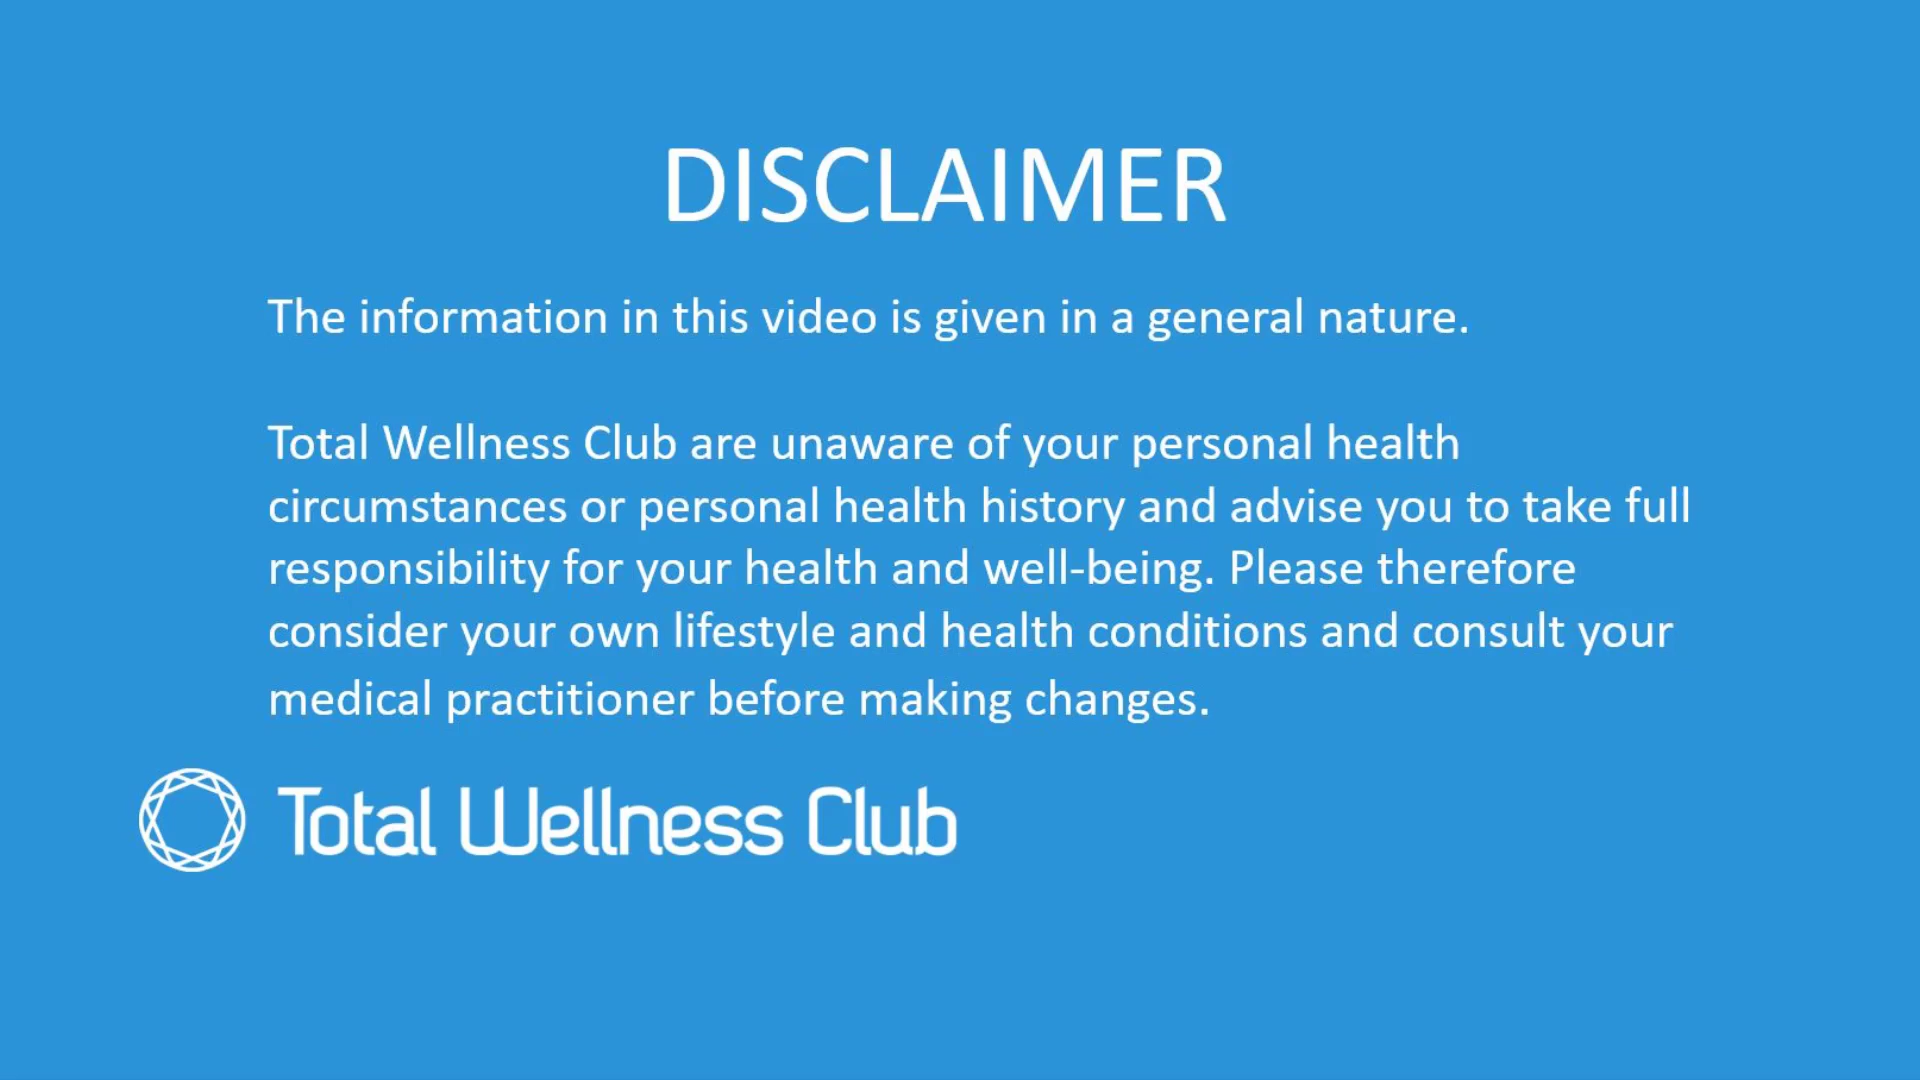 DISCLAIMER
The information in this video is given in a general nature.
Total Wellness Club are unaware of your personal health
circumstances or personal health history and advise you to take full
responsibility for your health and well-being. Please therefore
consider your own lifestyle and health conditions and consult your
medical practitioner before making changes.
Total Wellness Club